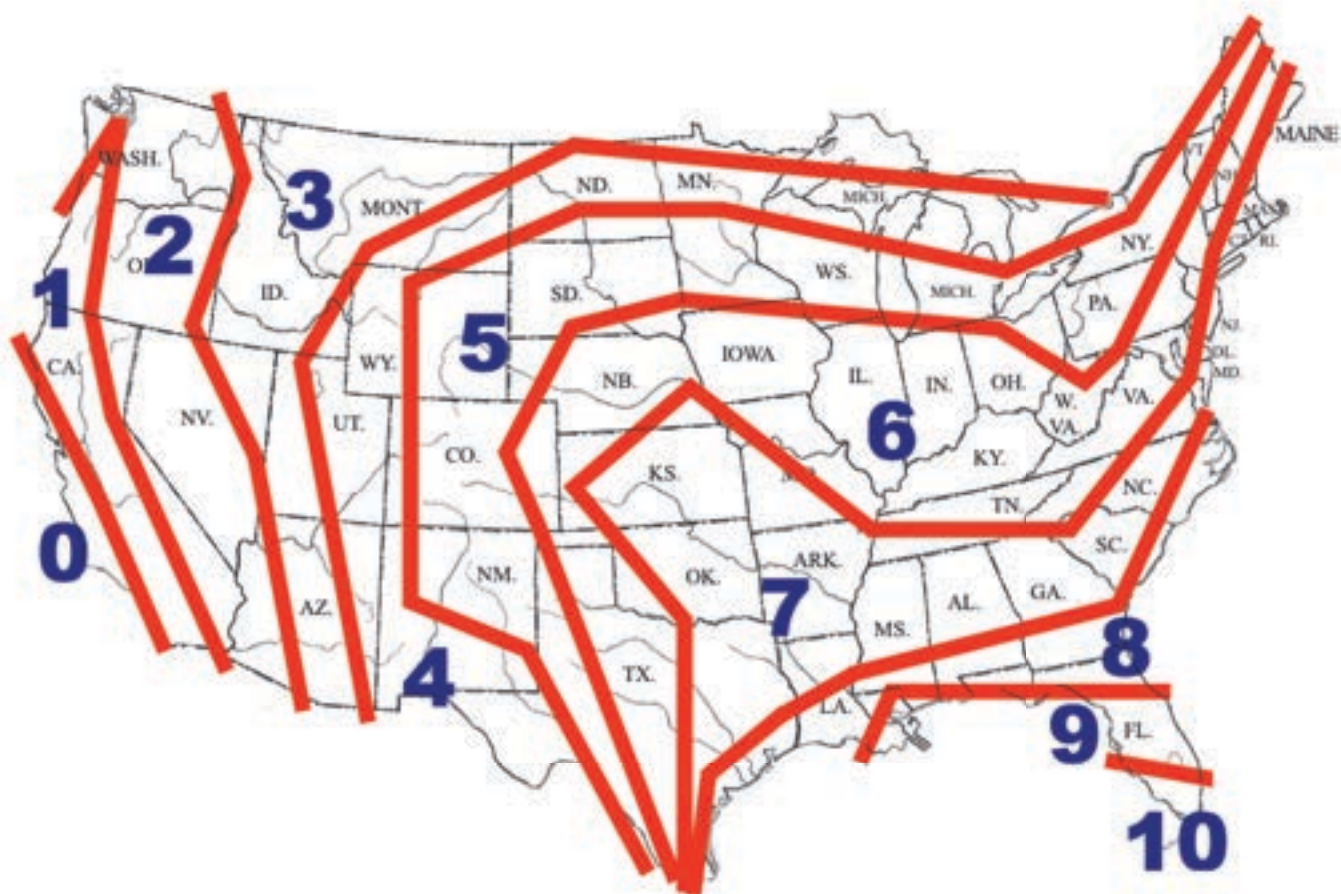 MAINE
WASH.
ND.
MN.
MICH.
3
MONT
2
NY.
RI.
1
ID.
SD.
WS.
MICH.
PA.
5
NJ.
CA.
WY.
IOWA
DL.
MD.
NB.
IL.
IN.
OH.
NV.
UT.
W.
VA.
VA.
6
CO.
KS.
KY.
NC.
TN.
0
SC.
ARK.
NM.
OK.
AZ.
7
AL.
GA.
MS.
8
4
TX.
LA.
9
FL.
10